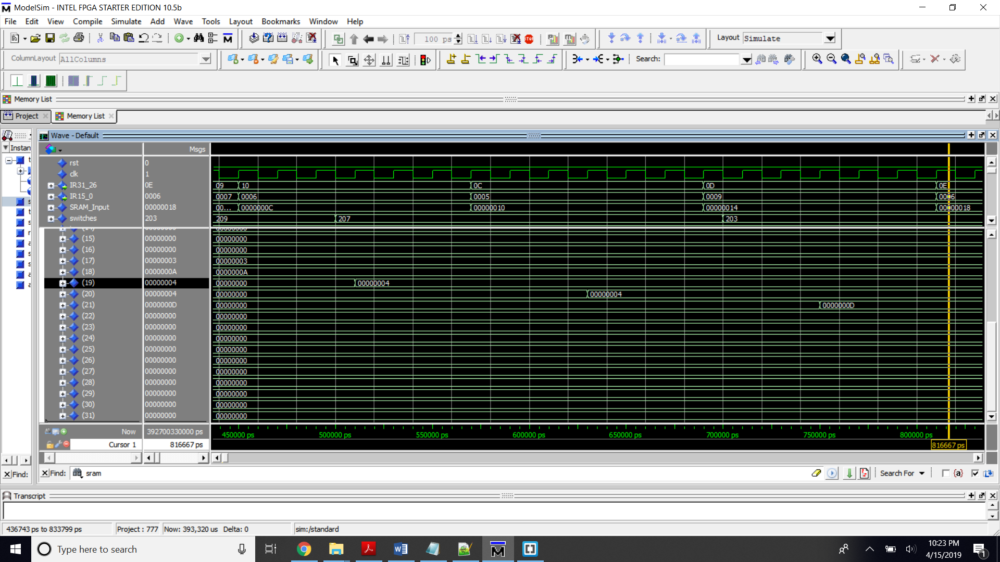 ModelSim - INTEL FPGA STARTER EDITION 10.5b
File Edit View Compile Simulate Add Wave Tools Layout Bookmarks Window Help
100 ps Layout Simulate
ColumnLayout AllColumns Search:
Memory List
Project Memory List
Wave - Default
Instan Msgs
rst 0
clk 1
IR31_26 0E 09 10 0C 0D 0E
IR15_0 0006 0007 0006 0005 0009 0006
SRAM_Input 00000018 00... 0000000C 00000010 00000014 00000018
switches 203 209 207 203
(15) 00000000 00000000
(16) 00000000 00000000
(17) 00000003 00000003
(18) 0000000A 0000000A
(19) 00000004 00000000 00000004
(20) 00000004 00000000 00000004
(21) 0000000D 00000000 0000000D
(22) 00000000 00000000
(23) 00000000 00000000
(24) 00000000 00000000
(25) 00000000 00000000
(26) 00000000 00000000
(27) 00000000 00000000
(28) 00000000 00000000
(29) 00000000 00000000
(30) 00000000 00000000
(31) 00000000 00000000
Now 392700330000 ps 450000 ps 500000 ps 550000 ps 600000 ps 650000 ps 700000 ps 750000 ps 800000 ps
Cursor 1 816667 ps 816667 ps
Find: Find: sram Search For {a}
Transcript
436743 ps to 833799 ps Project : 777 Now: 393,320 us Delta: 0 sim:/standard
Type here to search
10:23 PM
4/15/2019
1